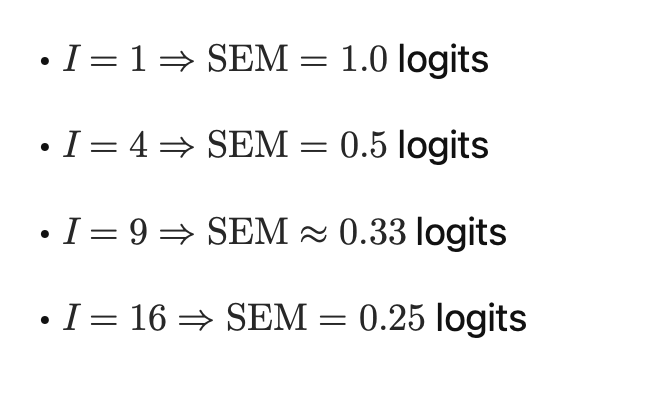 • I = 1 ⇒ SEM = 1.0 logits
• I = 4 ⇒ SEM = 0.5 logits
• I = 9 ⇒ SEM ≈ 0.33 logits
• I = 16 ⇒ SEM = 0.25 logits